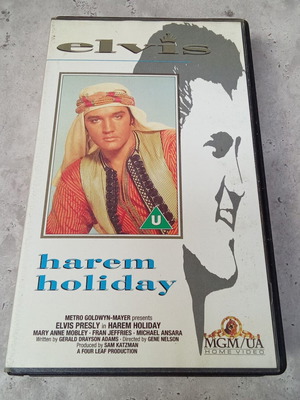 elvis
U
harem
holiday
METRO GOLDWYN-MAYER presents
ELVIS PRESLY in HAREM HOLIDAY
MARY ANNE MOBLEY · FRAN JEFFRIES · MICHAEL ANSARA
Written by GERALD DRAYSON ADAMS · Directed by GENE NELSON
Produced by SAM KATZMAN
A FOUR LEAF PRODUCTION
MGM/UA
HOME VIDEO